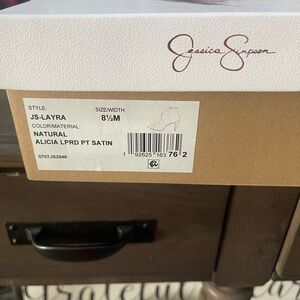 Jessica Simpson
STYLE: SIZE/WIDTH:
JS-LAYRA 8½M
COLOR/MATERIAL
NATURAL
ALICIA LPRD PT SATIN
0707JS2946
1 92625 163 76 2
Grateful